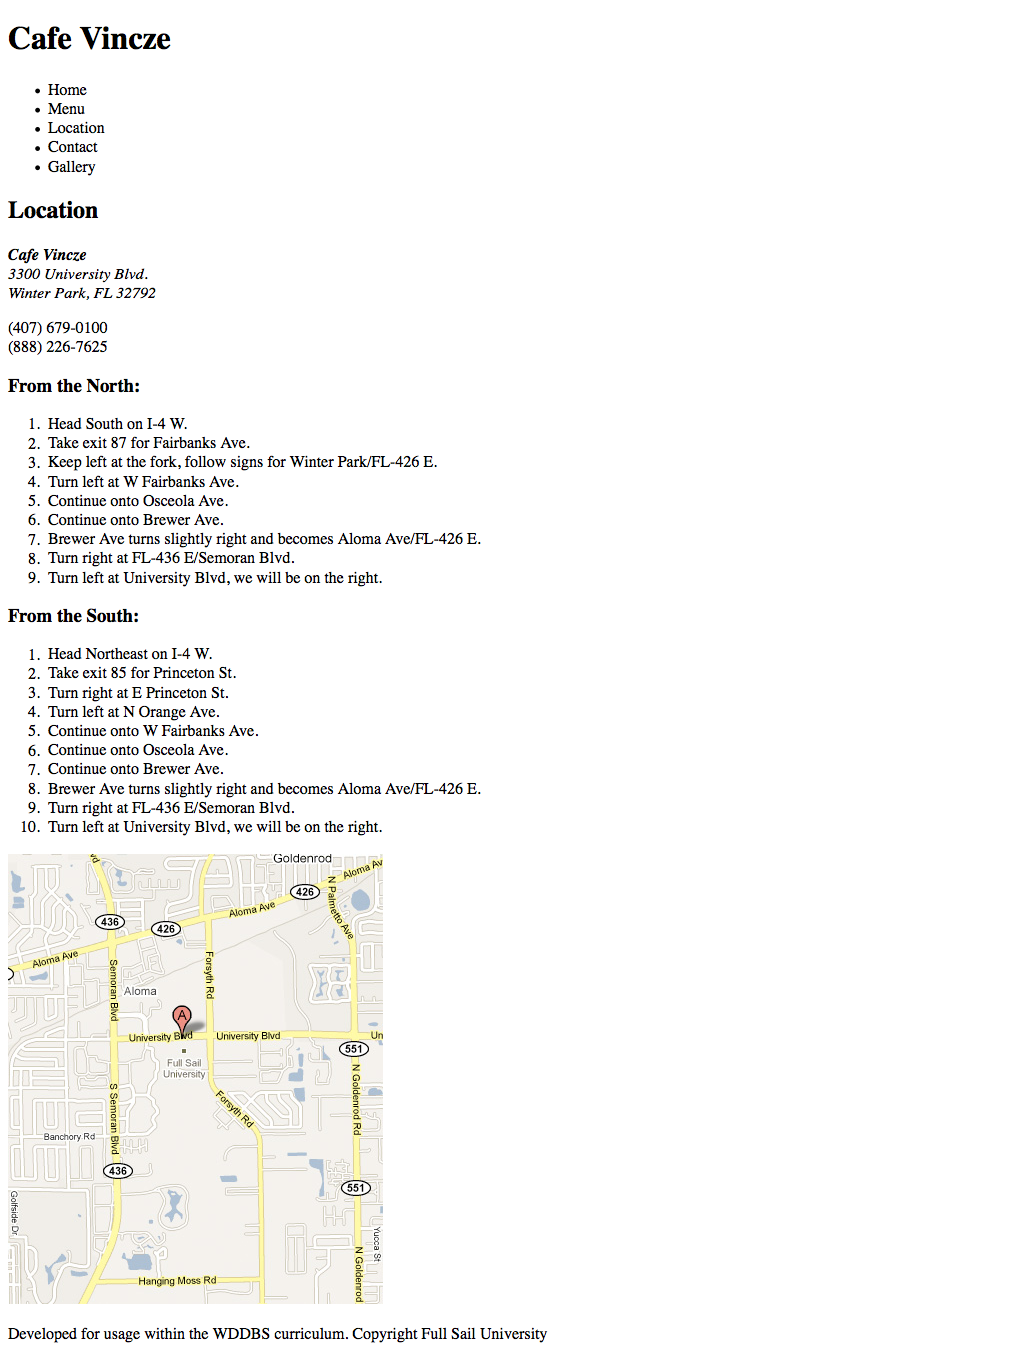 Cafe Vincze
• Home
• Menu
• Location
• Contact
• Gallery
Location
Cafe Vincze
3300 University Blvd.
Winter Park, FL 32792
(407) 679-0100
(888) 226-7625
From the North:
1. Head South on I-4 W.
2. Take exit 87 for Fairbanks Ave.
3. Keep left at the fork, follow signs for Winter Park/FL-426 E.
4. Turn left at W Fairbanks Ave.
5. Continue onto Osceola Ave.
6. Continue onto Brewer Ave.
7. Brewer Ave turns slightly right and becomes Aloma Ave/FL-426 E.
8. Turn right at FL-436 E/Semoran Blvd.
9. Turn left at University Blvd, we will be on the right.
From the South:
1. Head Northeast on I-4 W.
2. Take exit 85 for Princeton St.
3. Turn right at E Princeton St.
4. Turn left at N Orange Ave.
5. Continue onto W Fairbanks Ave.
6. Continue onto Osceola Ave.
7. Continue onto Brewer Ave.
8. Brewer Ave turns slightly right and becomes Aloma Ave/FL-426 E.
9. Turn right at FL-436 E/Semoran Blvd.
10. Turn left at University Blvd, we will be on the right.
vd
Goldenrod
Aloma Av
426
N Palmetto Ave
Aloma Ave
436
426
Aloma Ave
Semoran Blvd
Forsyth Rd
Aloma
A
University Blvd
University Blvd
Un
551
Full Sail
University
N Goldenrod Rd
S Semoran Blvd
Forsyth Rd
Banchory Rd
436
551
Golfside Dr
Yucca St
N Goldenrod
Hanging Moss Rd
Developed for usage within the WDDBS curriculum. Copyright Full Sail University